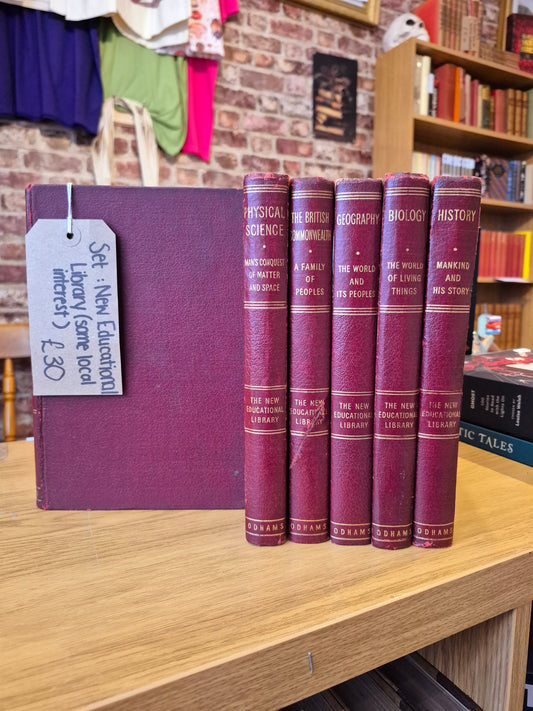 Set : New Educational
Library (some local
interest)
£30
PHYSICAL
SCIENCE
MAN'S CONQUEST
OF MATTER
AND SPACE
THE NEW
EDUCATIONAL
LIBRARY
ODHAMS
THE BRITISH
COMMONWEALTH
A FAMILY
OF
PEOPLES
THE NEW
EDUCATIONAL
LIBRARY
ODHAMS
GEOGRAPHY
THE WORLD
AND
ITS PEOPLES
THE NEW
EDUCATIONAL
LIBRARY
ODHAMS
BIOLOGY
THE WORLD
OF LIVING
THINGS
THE NEW
EDUCATIONAL
LIBRARY
ODHAMS
HISTORY
MANKIND
AND
HIS STORY
THE NEW
EDUCATIONAL
LIBRARY
ODHAMS
GHOST
TIC TALES